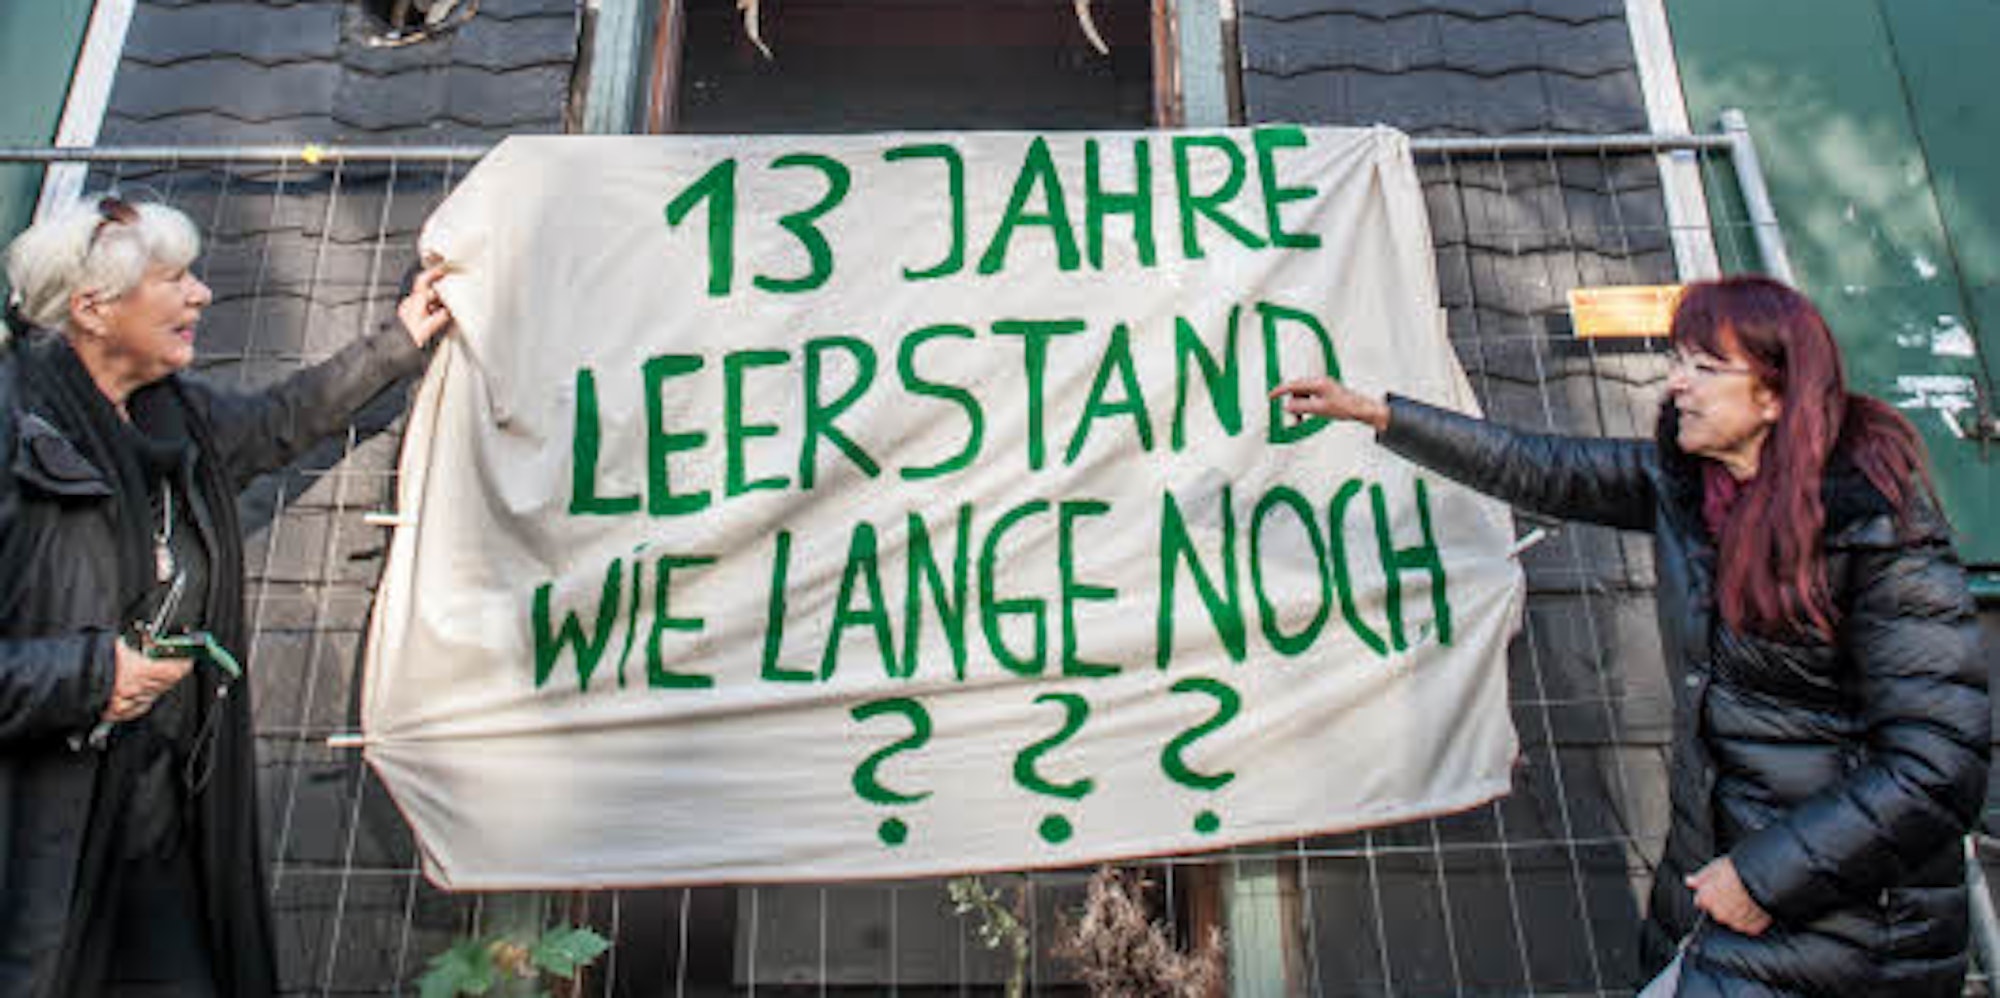 13 JAHRE
LEERSTAND
WIE LANGE NOCH
? ? ?